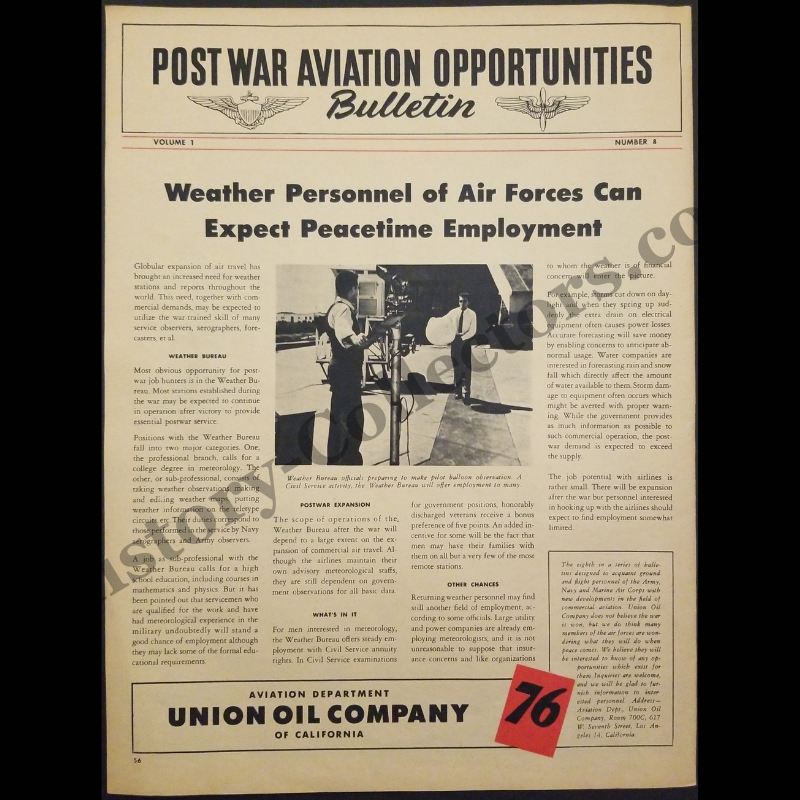 POST WAR AVIATION OPPORTUNITIES
Bulletin
VOLUME 1
NUMBER 8
Weather Personnel of Air Forces Can
Expect Peacetime Employment
Globular expansion of air travel has
brought an increased need for weather
stations and reports throughout the
world. This need, together with com-
mercial demands, may be expected to
utilize the war-trained skill of many
service observers, aerographers, fore-
casters, et al.
WEATHER BUREAU
Most obvious opportunity for post-
war job hunters is in the Weather Bu-
reau. Most stations established during
the war may be expected to continue
in operation after victory to provide
essential postwar service.
Positions with the Weather Bureau
fall into two major categories. One,
the professional branch, calls for a
college degree in meteorology. The
other, or sub-professional, consists of
taking weather observations, making
and editing weather maps, putting
weather information on the teletype
circuits, etc. These jobs correspond to
those performed in the service by Navy
aerographers and Army observers.
A job as sub-professional with the
Weather Bureau calls for a high
school education, including courses in
mathematics and physics. But it has
been pointed out that servicemen who
are qualified for the work and have
had meteorological experience in the
military undoubtedly will stand a
good chance of employment although
they may lack some of the formal edu-
cational requirements.
Weather Bureau officials preparing to make pilot balloon observation. A
Civil Service activity, the Weather Bureau will offer employment to many.
POSTWAR EXPANSION
The scope of operations of the
Weather Bureau after the war will
depend to a large extent on the ex-
pansion of commercial air travel. Al-
though the airlines maintain their
own advisory meteorological staffs,
they are still dependent on govern-
ment observations for all basic data.
WHAT'S IN IT
For men interested in meteorology,
the Weather Bureau offers steady em-
ployment with Civil Service annuity
rights. In Civil Service examinations
for government positions, honorably
discharged veterans receive a bonus
preference of five points. An added in-
centive for some will be the fact that
men may have their families with
them on all but a very few of the most
remote stations.
OTHER CHANCES
Returning weather personnel may find
still another field of employment, ac-
cording to some officials. Large utility
and power companies are already em-
ploying meteorologists, and it is not
unreasonable to suppose that insur-
ance concerns and like organizations
to whom the weather is of financial
concern will enter the picture.
For example, storms cut down on day-
light and when they spring up sud-
denly the extra drain on electrical
equipment often causes power losses.
Accurate forecasting will save money
by enabling concerns to anticipate ab-
normal usage. Water companies are
interested in forecasting rain and snow
fall which directly affect the amount
of water available to them. Storm dam-
age to equipment often occurs which
might be averted with proper warn-
ing. While the government provides
as much information as possible to
such commercial operation, the post-
war demand is expected to exceed
the supply.
The job potential with airlines is
rather small. There will be expansion
after the war but personnel interested
in hooking up with the airlines should
expect to find employment somewhat
limited.
The eighth in a series of bulle-
tins designed to acquaint ground
and flight personnel of the Army,
Navy and Marine Air Corps with
new developments in the field of
commercial aviation. Union Oil
Company does not believe the war
is won, but we do think many
members of the air forces are won-
dering what they will do when
peace comes. We believe they will
be interested to know of any op-
portunities which exist for
them. Inquiries are welcome,
and we will be glad to fur-
nish information to inter-
ested personnel. Address—
Aviation Dept., Union Oil
Company, Room 700C, 617
W. Seventh Street, Los An-
geles 14, California.
AVIATION DEPARTMENT
UNION OIL COMPANY
OF CALIFORNIA
76
56
History-Collectors.co